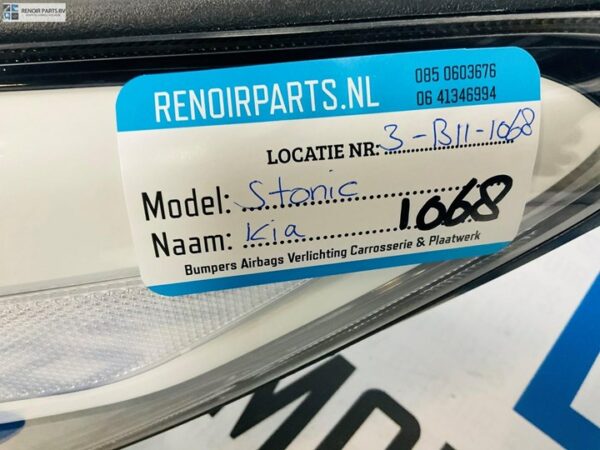 RENOIR PARTS.BV
RENOIRPARTS.NL
085 0603676
06 41346994
LOCATIE NR: 3-B11-1068
Model: Stonic
Naam: Kia
1068
Bumpers Airbags Verlichting Carrosserie & Plaatwerk